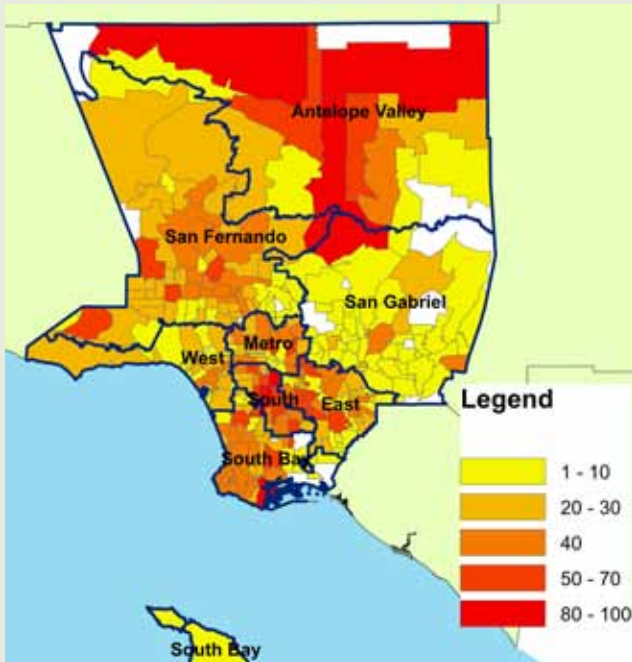 Antelope Valley
San Fernando
San Gabriel
Metro
West
South
East
South Bay
South Bay
Legend
1 - 10
20 - 30
40
50 - 70
80 - 100